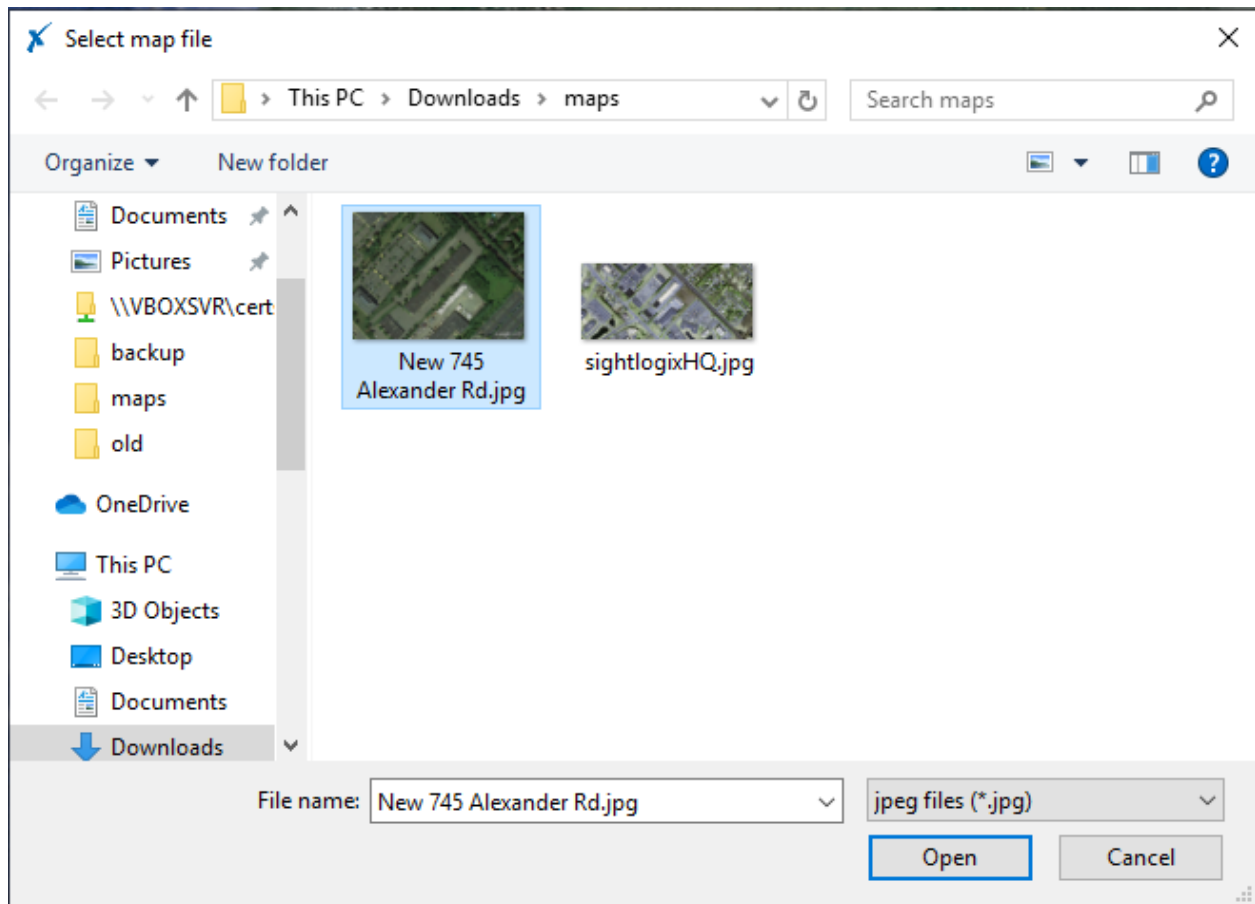 Select map file
This PC > Downloads > maps
Search maps
Organize
New folder
?
Documents
Pictures
\\VBOXSVR\cert
backup
maps
old
OneDrive
This PC
3D Objects
Desktop
Documents
Downloads
New 745
Alexander Rd.jpg
sightlogixHQ.jpg
File name: New 745 Alexander Rd.jpg
jpeg files (*.jpg)
Open
Cancel